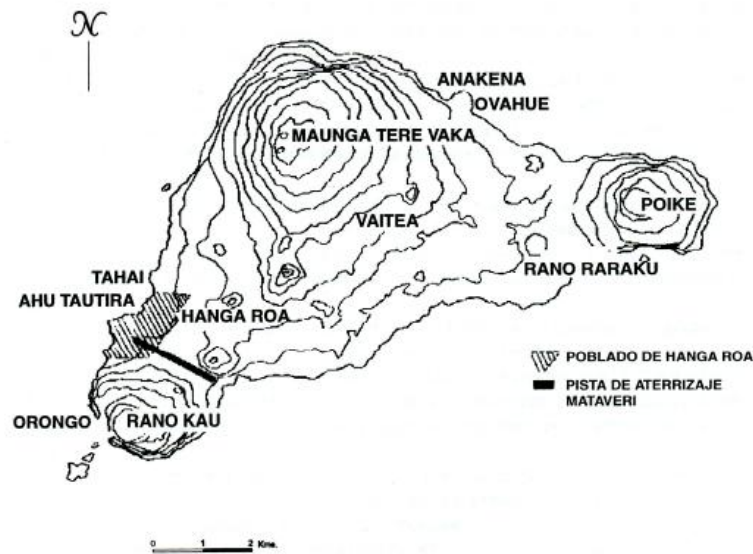 N
ANAKENA
OVAHUE
MAUNGA TERE VAKA
POIKE
VAITEA
RANO RARAKU
TAHAI
AHU TAUTIRA
HANGA ROA
POBLADO DE HANGA ROA
PISTA DE ATERRIZAJE
MATAVERI
ORONGO
RANO KAU
0 1 2 Kms.